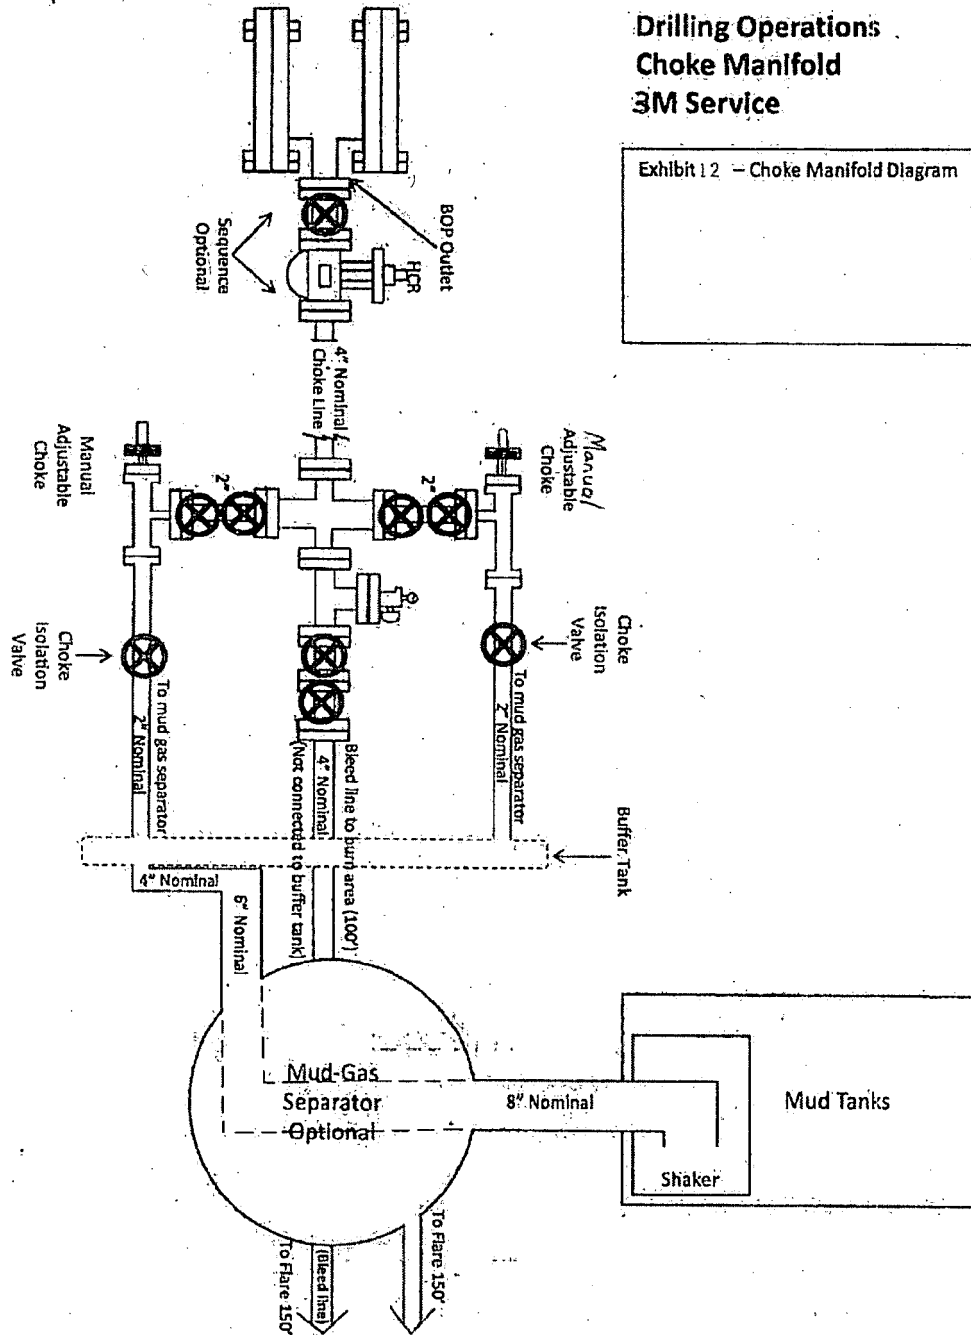 Drilling Operations
Choke Manifold
3M Service
Exhibit 12 – Choke Manifold Diagram
BOP Outlet
HCR
Sequence
Optional
4" Nominal
Choke Line
Manual
Adjustable
Choke
2"
2"
Manual
Adjustable
Choke
Choke
Isolation
Valve
Choke
Isolation
Valve
To mud gas separator
2" Nominal
Bleed line to burn area (100')
4" Nominal
(Not connected to buffer tank)
To mud gas separator
2" Nominal
Buffer Tank
4" Nominal
6" Nominal
Mud-Gas
Separator
Optional
8" Nominal
Mud Tanks
Shaker
To Flare 150'
(Bleed line)
To Flare 150'